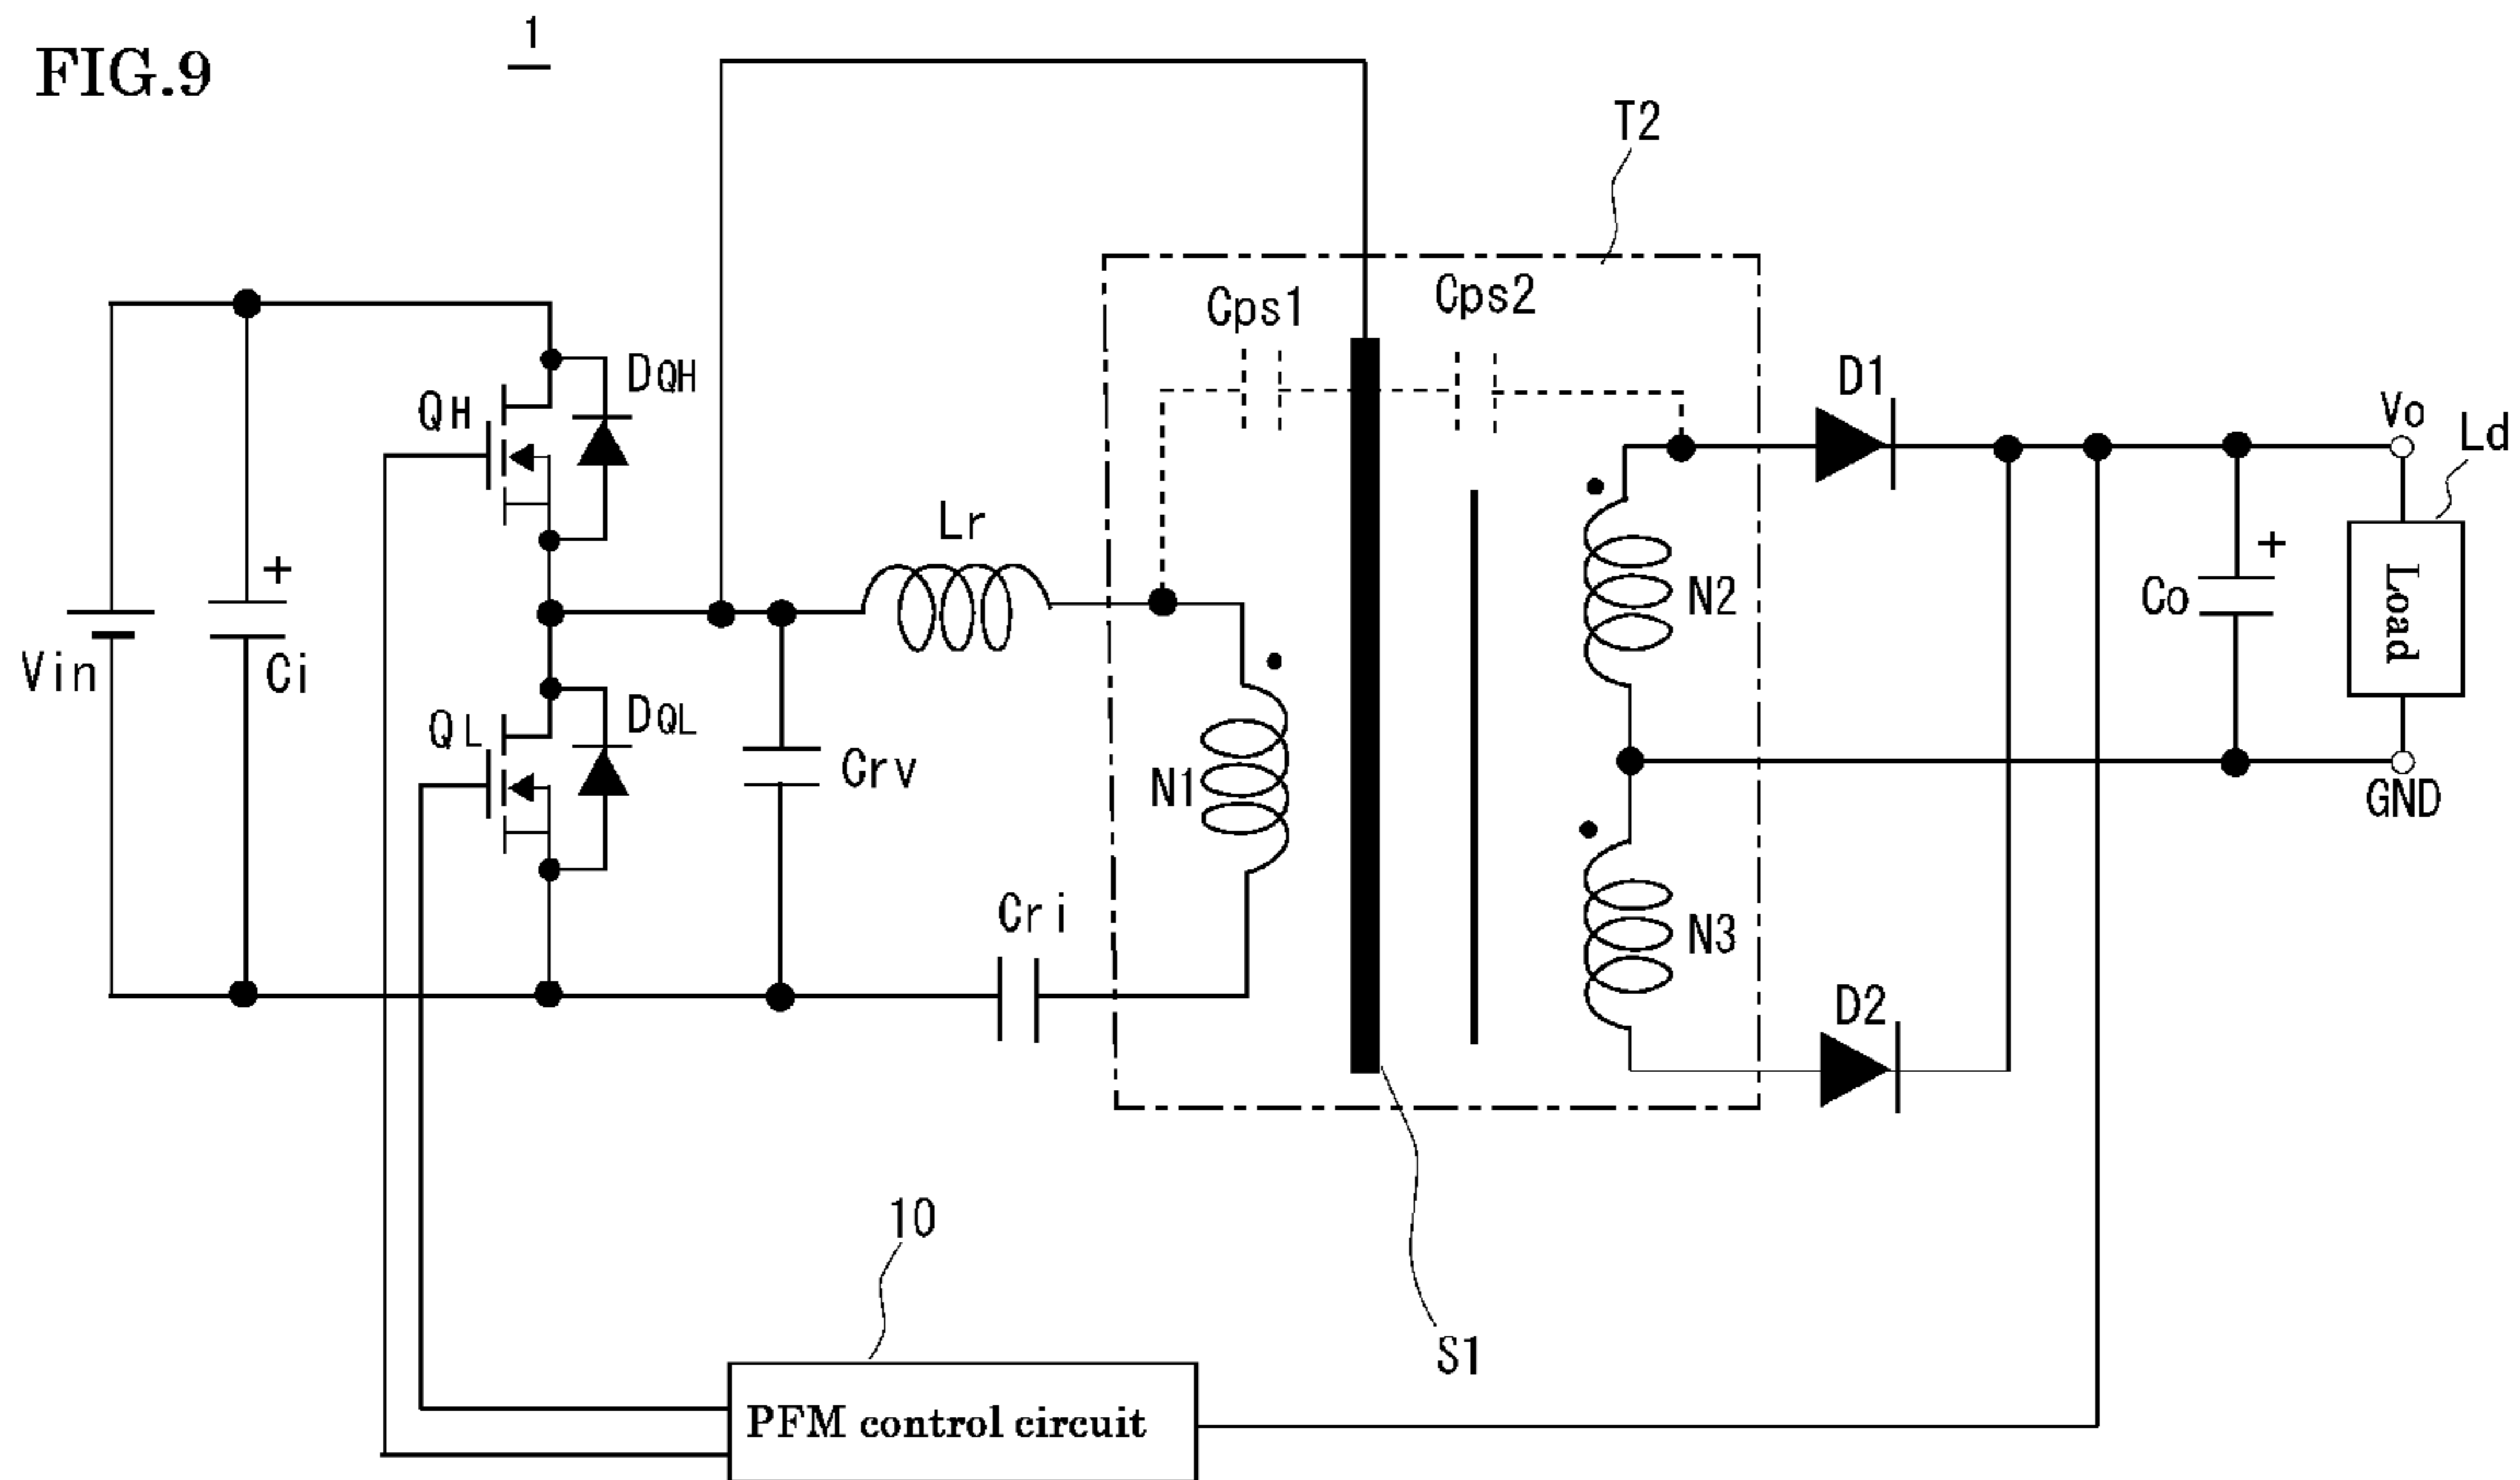 FIG.9
1
T2
Cps1
Cps2
QH
DQH
D1
Vo
Ld
Lr
N2
Co
+
Load
Vin
Ci
+
QL
DQL
Crv
N1
GND
Cri
N3
D2
10
S1
PFM control circuit